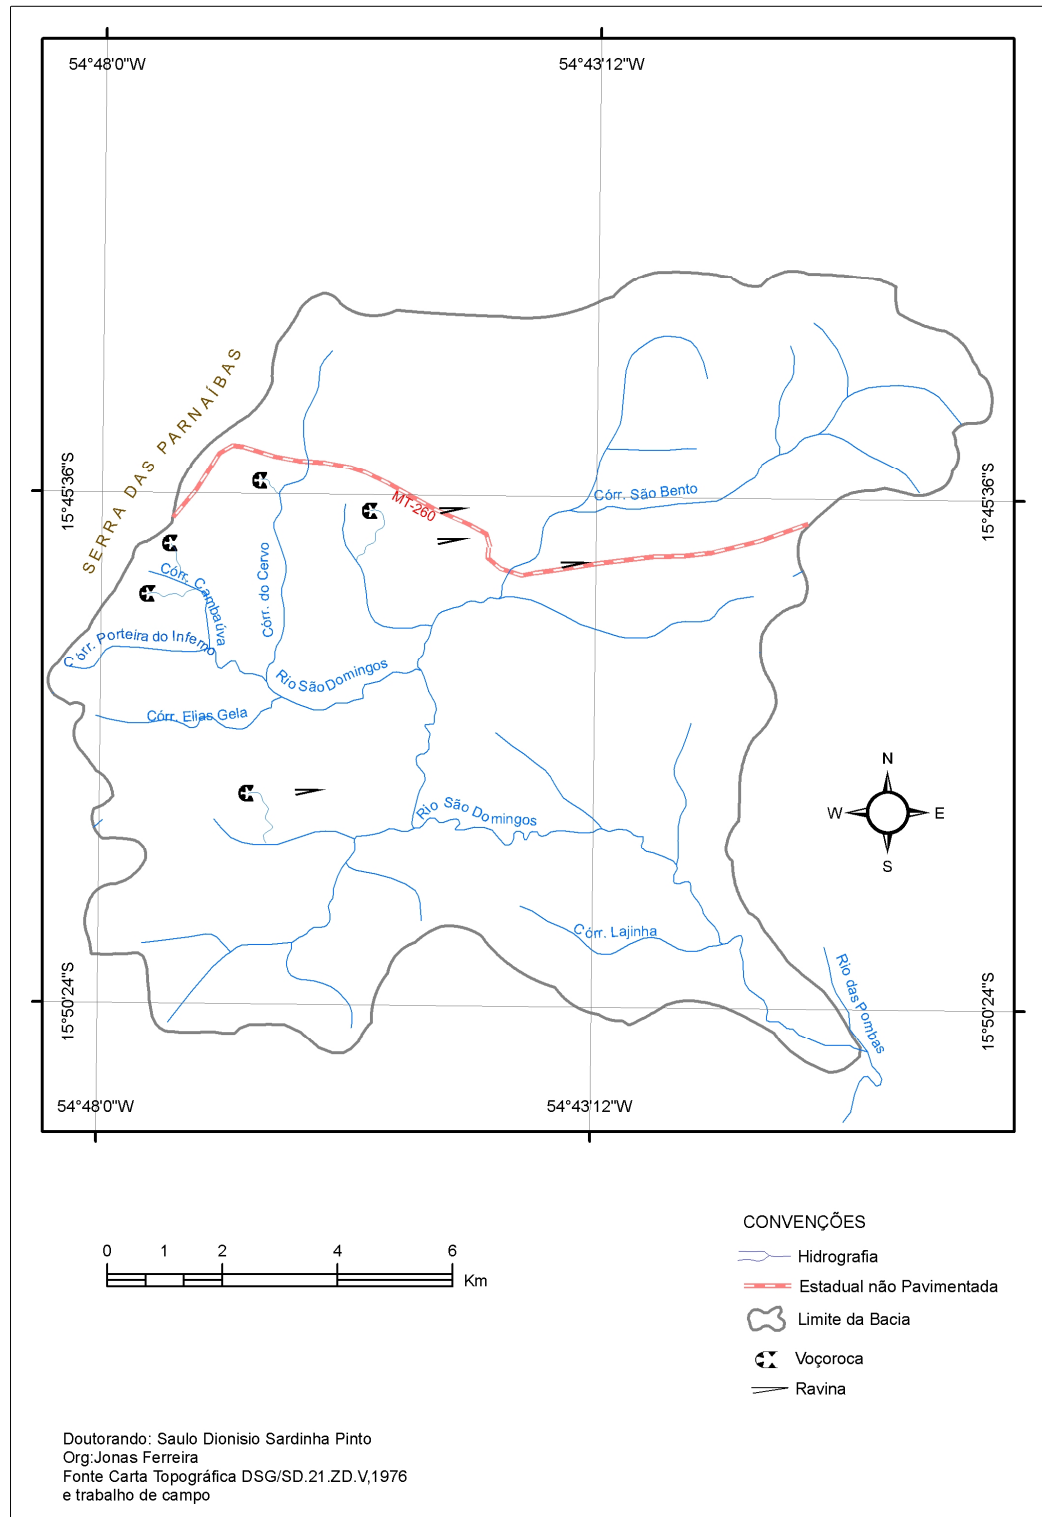 54°48'0"W
54°43'12"W
SERRA DAS PARNAÍBAS
15°45'36"S
15°45'36"S
MT-260
Córr. São Bento
Córr. do Cervo
Córr. Cambaúva
Córr. Porteira do Inferno
Rio São Domingos
Córr. Elias Gela
N
W
E
S
Rio São Domingos
Córr. Lajinha
Rio das Pombas
15°50'24"S
15°50'24"S
54°48'0"W
54°43'12"W
0 1 2 4 6
Km
CONVENÇÕES
Hidrografia
Estadual não Pavimentada
Limite da Bacia
Voçoroca
Ravina
Doutorando: Saulo Dionisio Sardinha Pinto
Org:Jonas Ferreira
Fonte Carta Topográfica DSG/SD.21.ZD.V,1976
e trabalho de campo